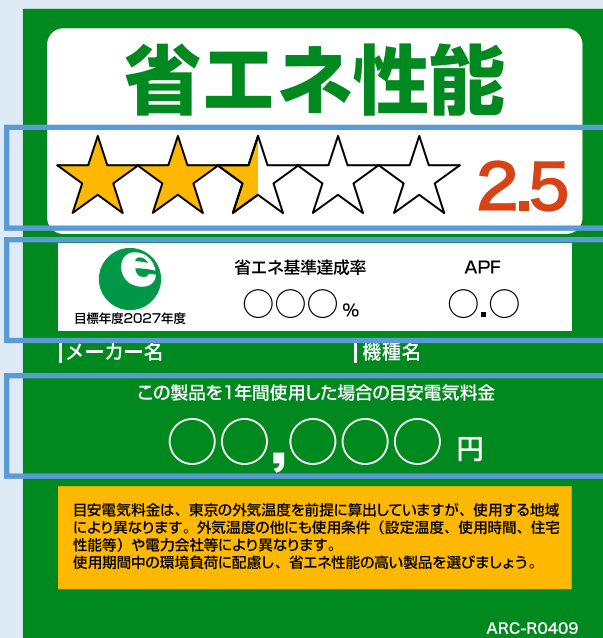 省エネ性能
2.5
e
省エネ基準達成率 APF
目標年度2027年度 ○○○% ○.○
メーカー名 機種名
この製品を1年間使用した場合の目安電気料金
○○,○○○円
目安電気料金は、東京の外気温度を前提に算出していますが、使用する地域
により異なります。外気温度の他にも使用条件（設定温度、使用時間、住宅
性能等）や電力会社等により異なります。
使用期間中の環境負荷に配慮し、省エネ性能の高い製品を選びましょう。
ARC-R0409